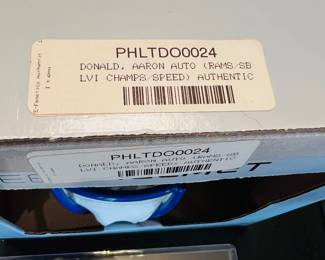 PHLTDO0024
DONALD, AARON AUTO (RAMS/SB
LVI CHAMPS/SPEED) AUTHENTIC
PHLTDO0024
DONALD, AARON AUTO (RAMS/SB
LVI CHAMPS/SPEED) AUTHENTIC